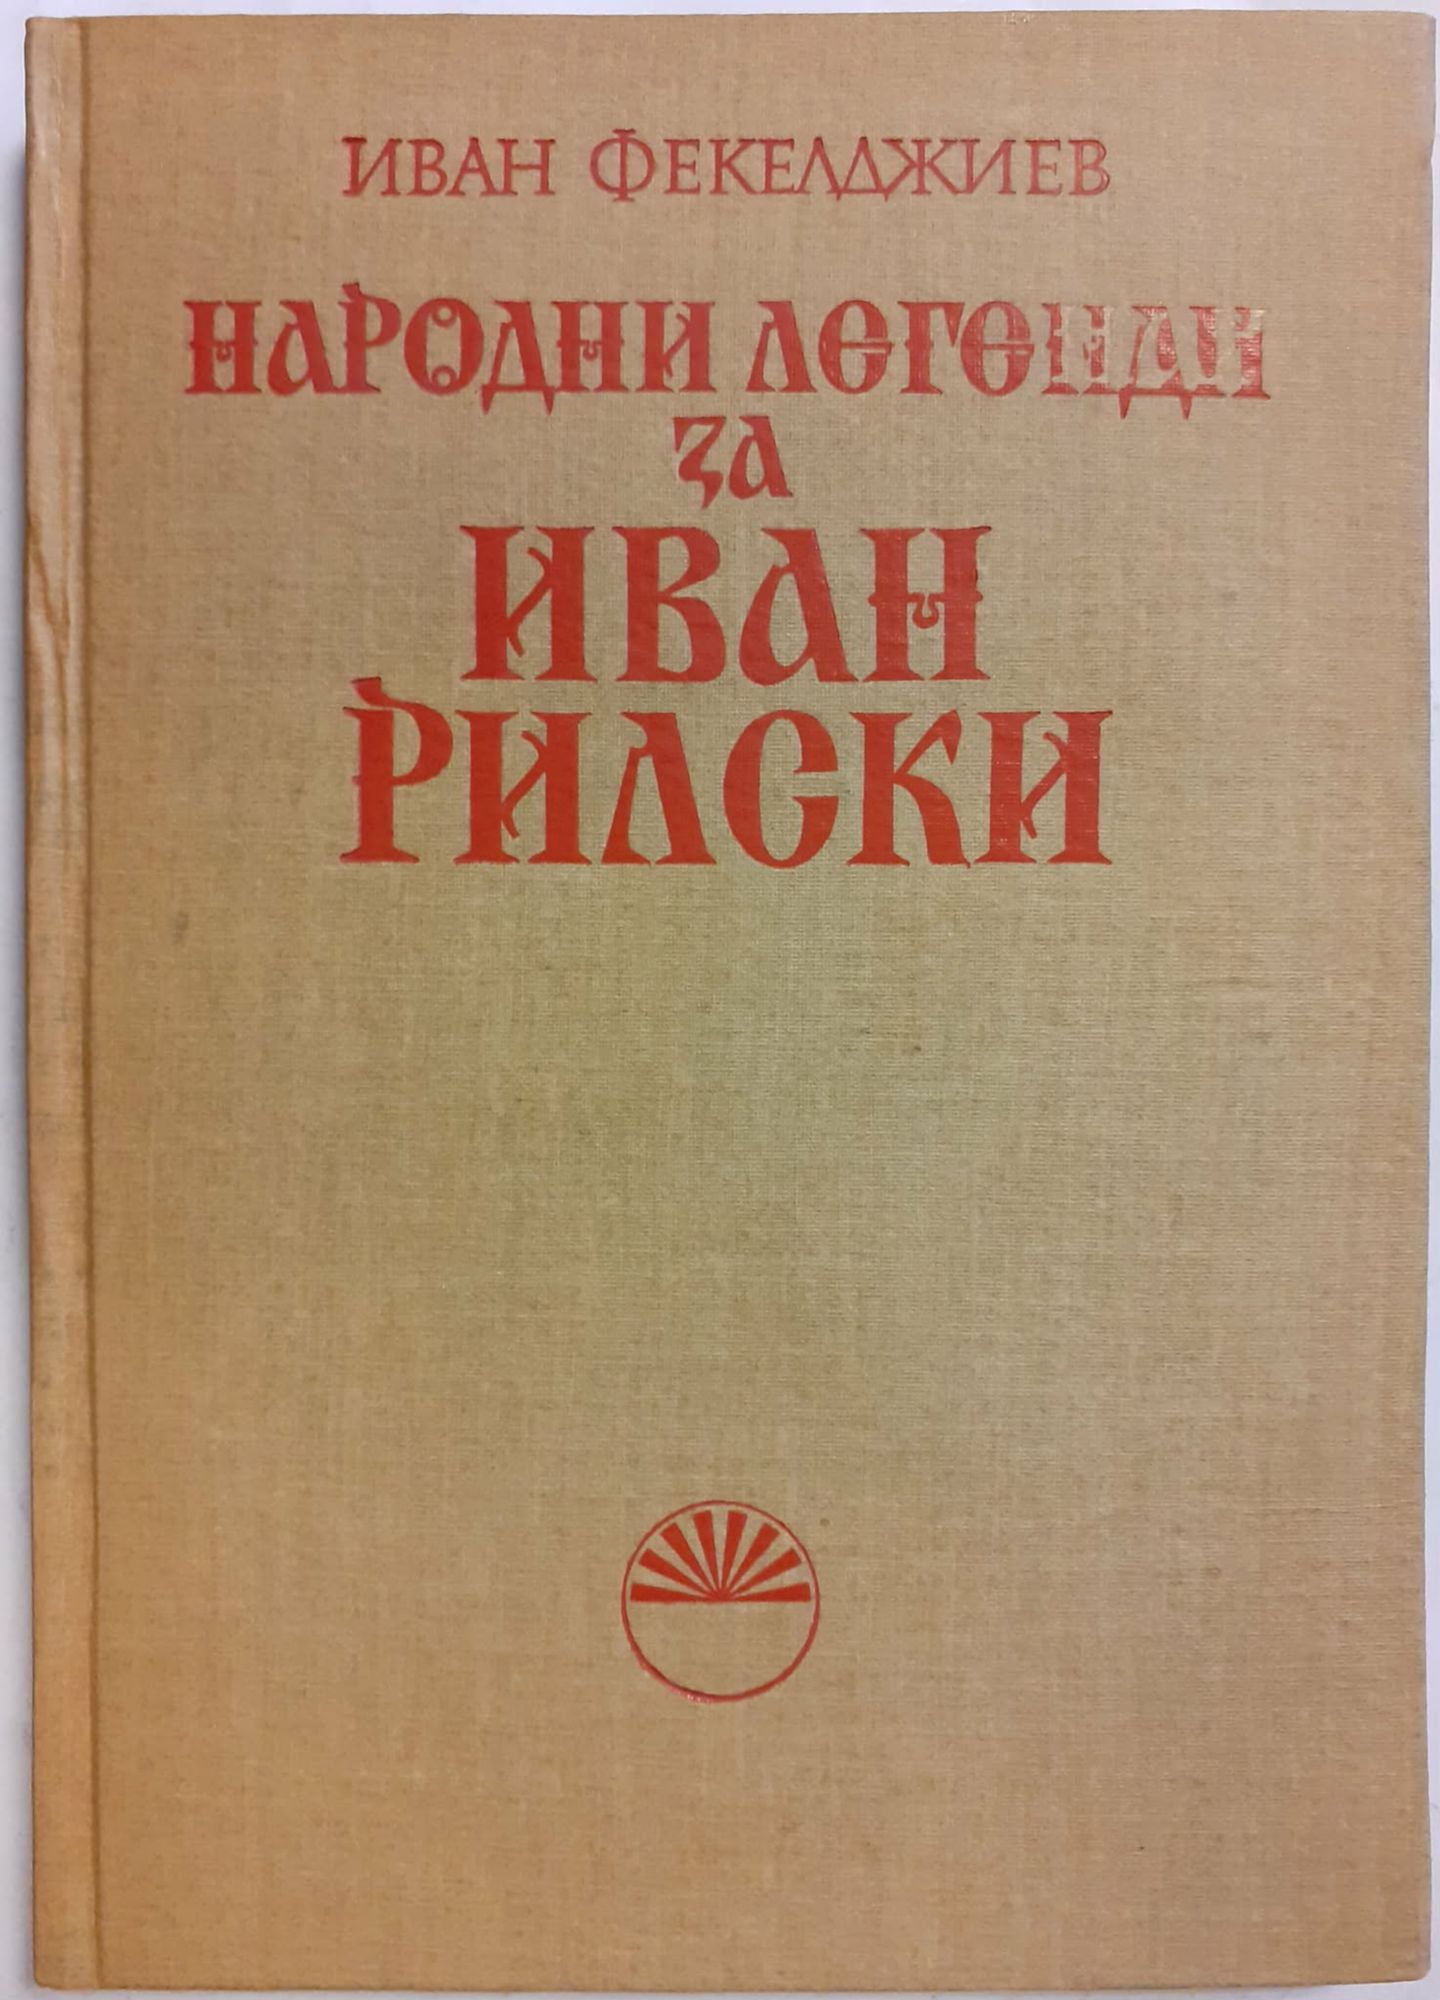 ИВАН ФЕКЕЛДЖИЕВ
НАРОДНИ ЛЕГЕНДИ
ЗА
ИВАН
РИЛСКИ